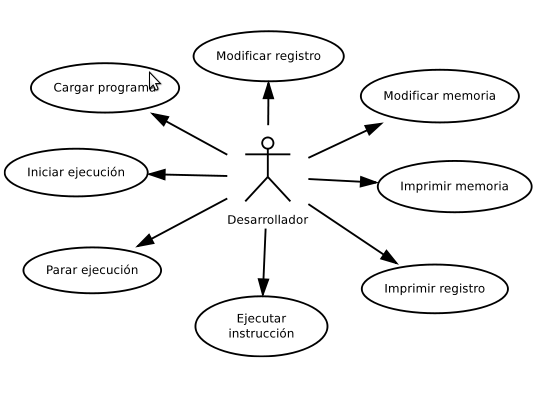 Modificar registro
Cargar programa
Modificar memoria
Iniciar ejecución
Imprimir memoria
Desarrollador
Parar ejecución
Imprimir registro
Ejecutar
instrucción